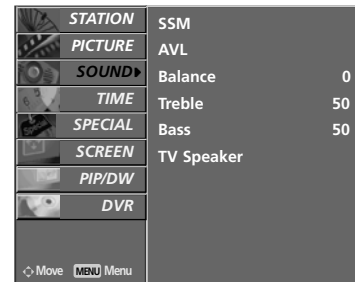 STATION
PICTURE
SOUND
TIME
SPECIAL
SCREEN
PIP/DW
DVR
Move MENU Menu
SSM
AVL
Balance 0
Treble 50
Bass 50
TV Speaker